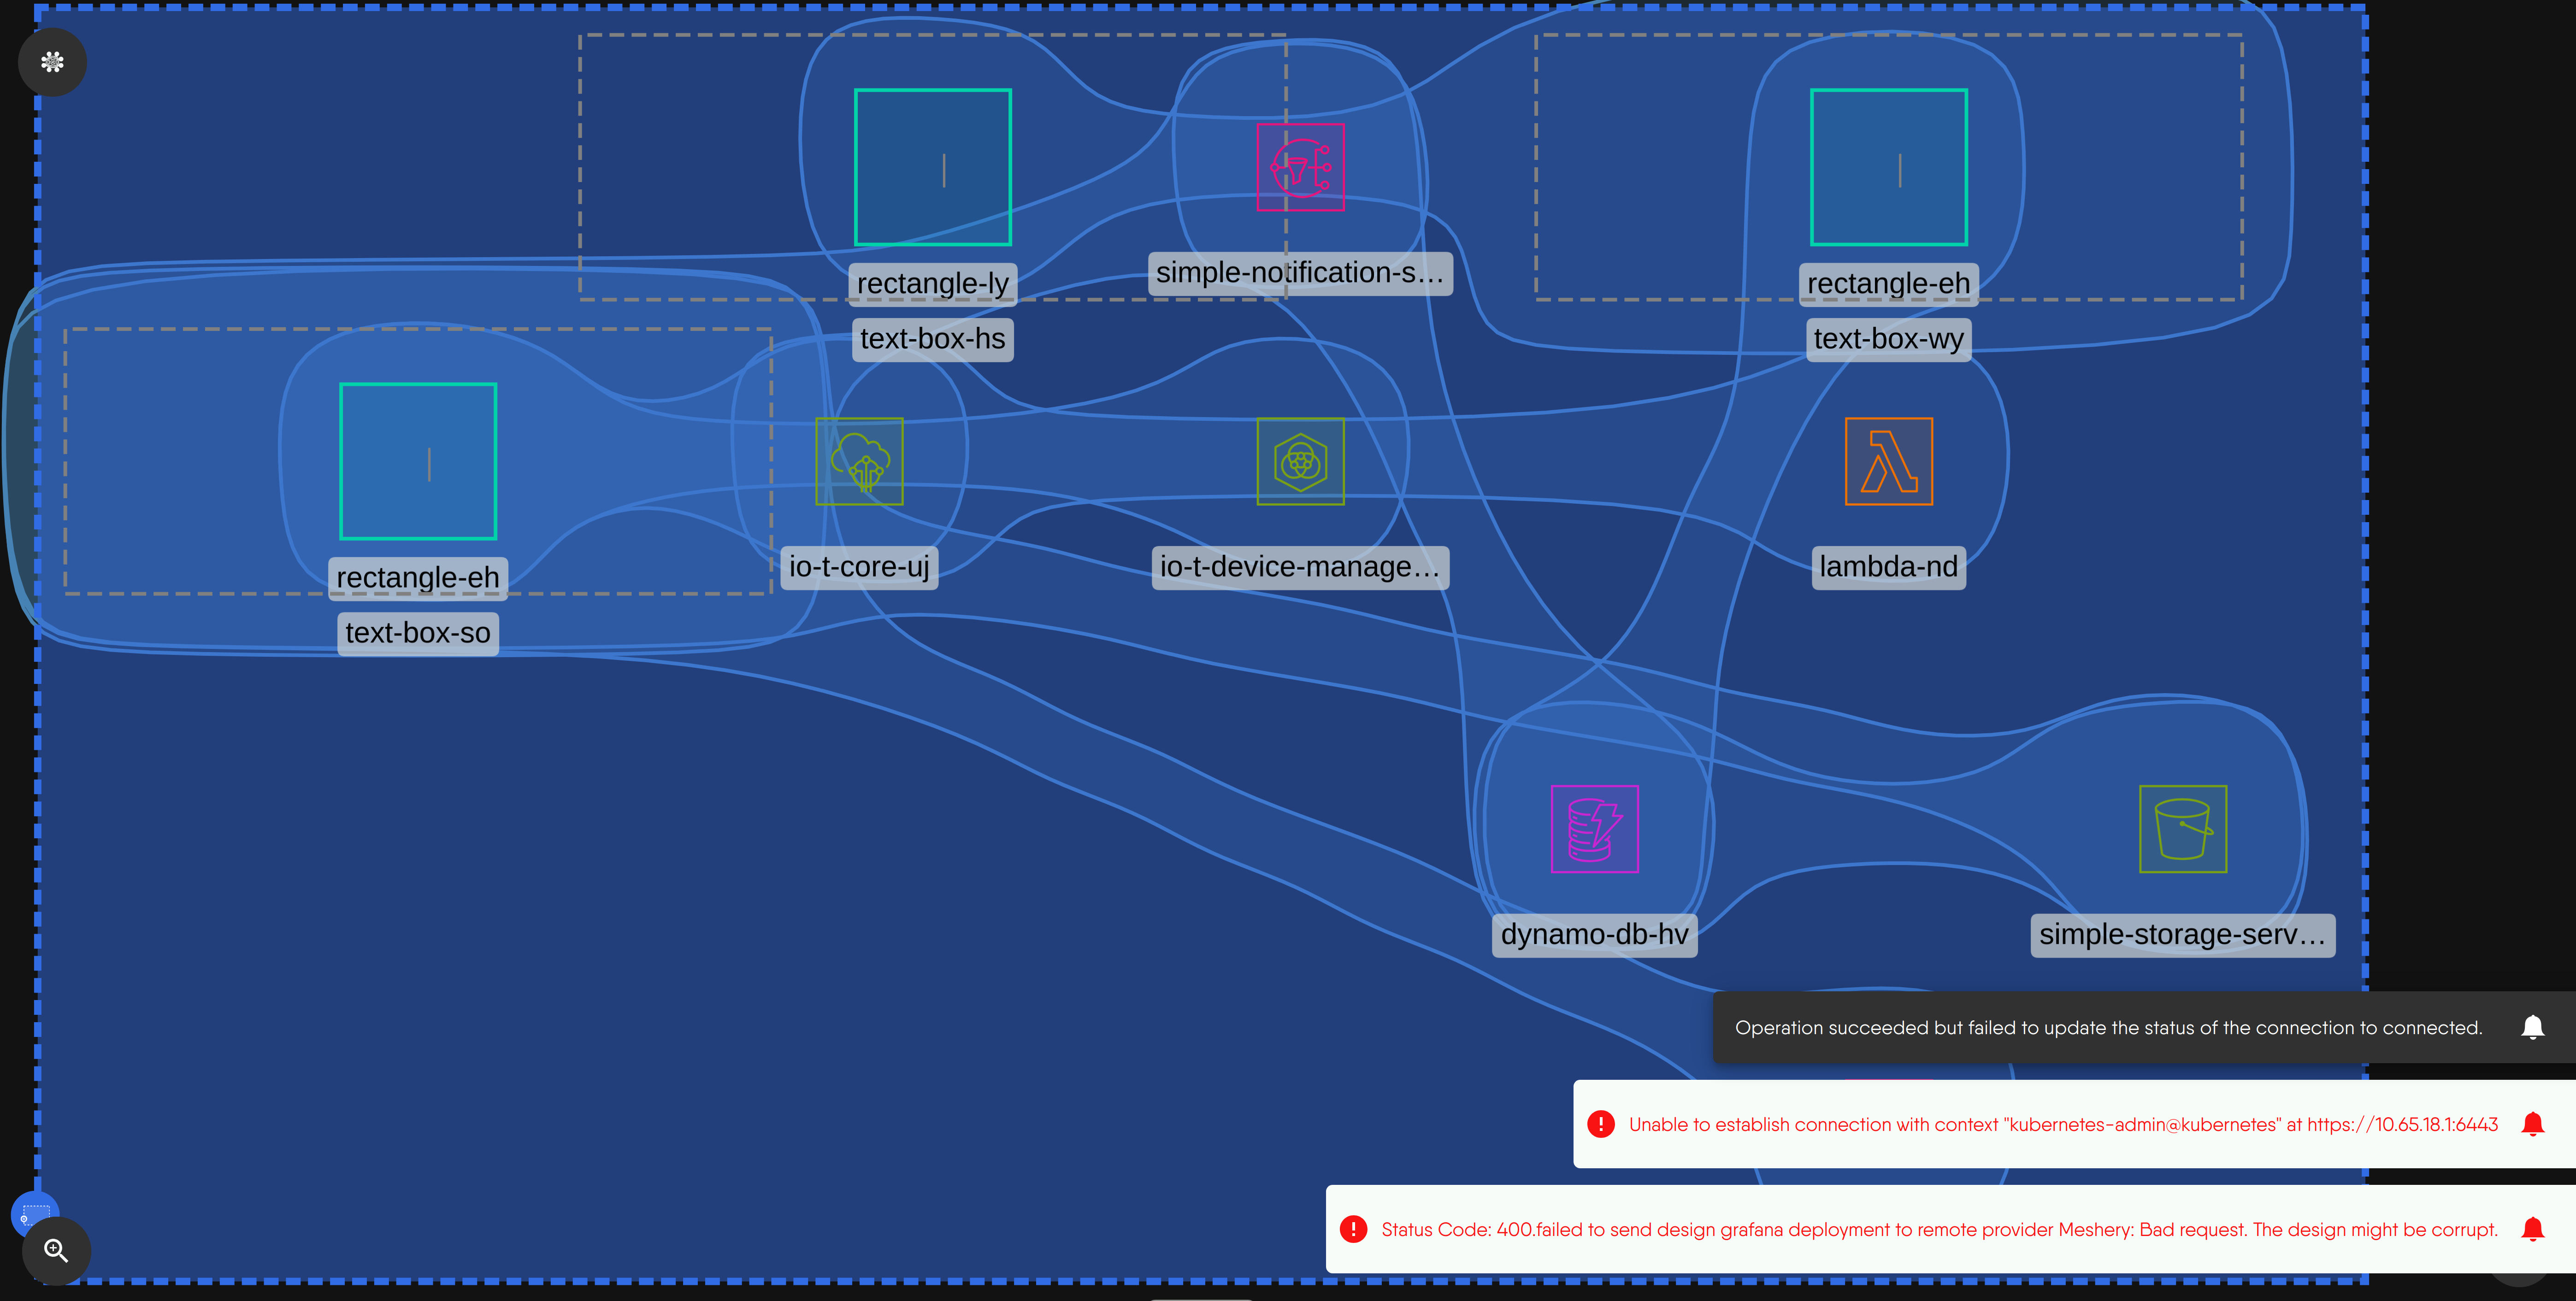 rectangle-ly
simple-notification-s...
rectangle-eh
text-box-hs
text-box-wy
rectangle-eh
io-t-core-uj
io-t-device-manage...
lambda-nd
text-box-so
dynamo-db-hv
simple-storage-serv...
Operation succeeded but failed to update the status of the connection to connected.
Unable to establish connection with context "kubernetes-admin@kubernetes" at https://10.65.18.1:6443
Status Code: 400.failed to send design grafana deployment to remote provider Meshery: Bad request. The design might be corrupt.